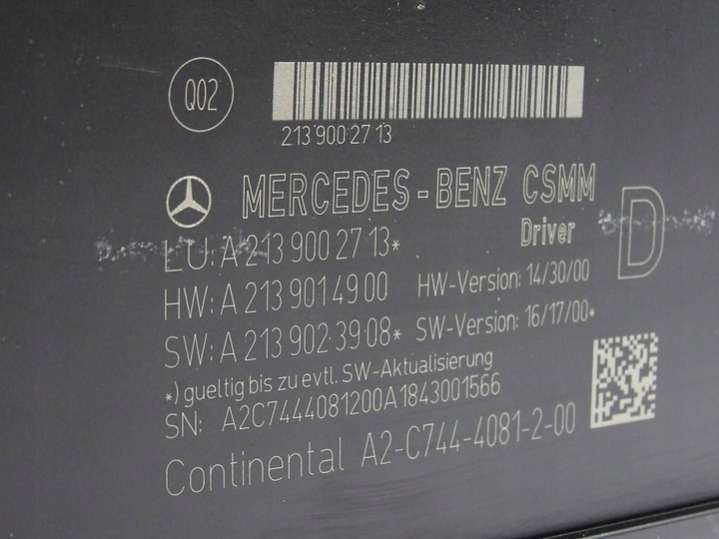 Q02
213 900 27 13
MERCEDES-BENZ CSMM
Driver
D
LU: A 213 900 27 13*
HW: A 213 901 49 00 HW-Version: 14/30/00
SW: A 213 902 39 08* SW-Version: 16/17/00*
*) gueltig bis zu evtl. SW-Aktualisierung
SN: A2C7444081200A1843001566
Continental A2-C744-4081-2-00